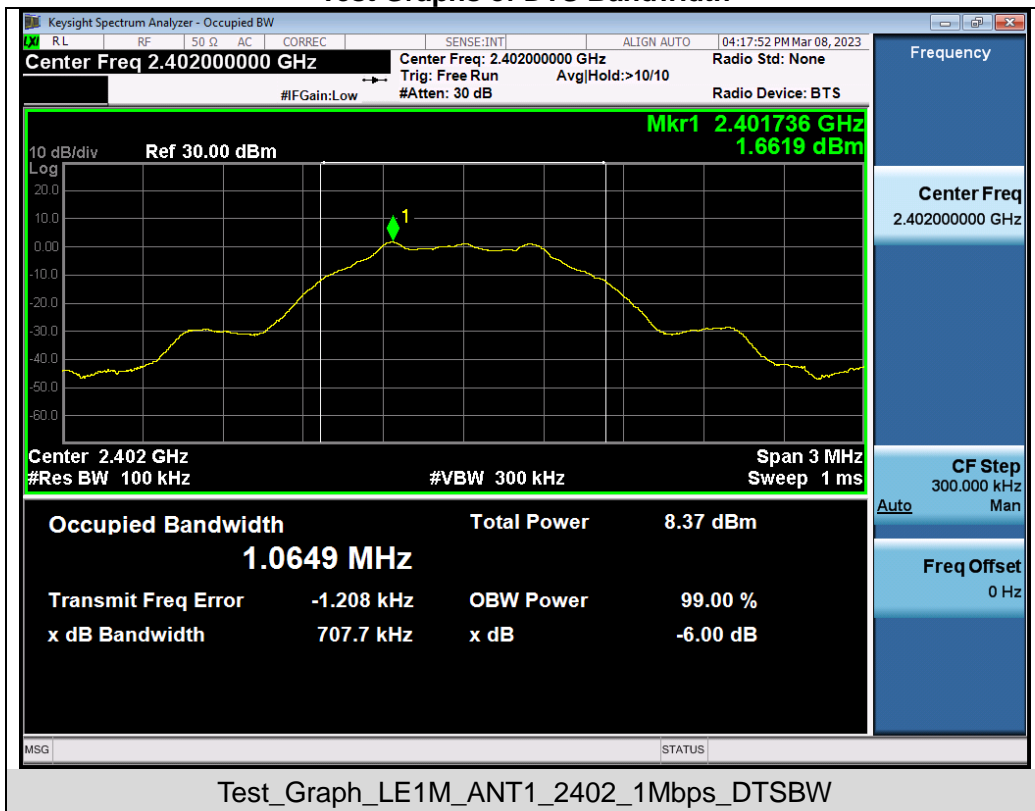 Test Graphs of DTS Bandwidth
Keysight Spectrum Analyzer - Occupied BW
LXI RL RF 50 Ω AC CORREC SENSE:INT ALIGN AUTO 04:17:52 PM Mar 08, 2023
Center Freq 2.402000000 GHz
Center Freq: 2.402000000 GHz
Radio Std: None
Trig: Free Run Avg|Hold:>10/10
#IFGain:Low
#Atten: 30 dB
Radio Device: BTS
Mkr1 2.401736 GHz
1.6619 dBm
10 dB/div Ref 30.00 dBm
Log
20.0
10.0
1
0.00
-10.0
-20.0
-30.0
-40.0
-50.0
-60.0
Center 2.402 GHz Span 3 MHz
#Res BW 100 kHz #VBW 300 kHz Sweep 1 ms
Occupied Bandwidth Total Power 8.37 dBm
1.0649 MHz
Transmit Freq Error -1.208 kHz OBW Power 99.00 %
x dB Bandwidth 707.7 kHz x dB -6.00 dB
MSG STATUS
Frequency
Center Freq
2.402000000 GHz
CF Step
300.000 kHz
Auto Man
Freq Offset
0 Hz
Test_Graph_LE1M_ANT1_2402_1Mbps_DTSBW